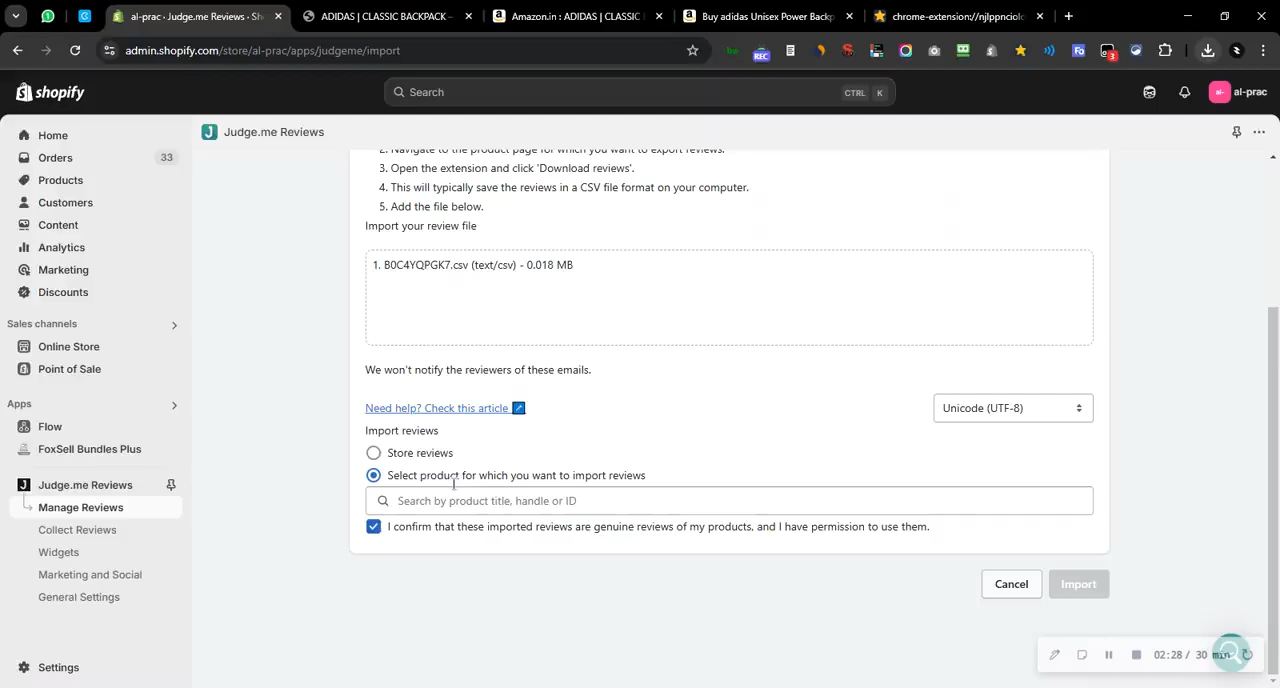 al-prac · Judge.me Reviews · Sh
ADIDAS | CLASSIC BACKPACK –
Amazon.in : ADIDAS | CLASSIC
Buy adidas Unisex Power Backp
chrome-extension://njlppnciol
admin.shopify.com/store/al-prac/apps/judgeme/import
REC
Fo
3
shopify
Search
CTRL K
al-
al-prac
Home
Orders 33
Products
Customers
Content
Analytics
Marketing
Discounts
Sales channels
Online Store
Point of Sale
Apps
Flow
FoxSell Bundles Plus
Judge.me Reviews
Manage Reviews
Collect Reviews
Widgets
Marketing and Social
General Settings
Settings
J Judge.me Reviews
2. Navigate to the product page for which you want to export reviews.
3. Open the extension and click 'Download reviews'.
4. This will typically save the reviews in a CSV file format on your computer.
5. Add the file below.
Import your review file
1. B0C4YQPGK7.csv (text/csv) - 0.018 MB
We won't notify the reviewers of these emails.
Need help? Check this article
Unicode (UTF-8)
Import reviews
Store reviews
Select product for which you want to import reviews
Search by product title, handle or ID
I confirm that these imported reviews are genuine reviews of my products, and I have permission to use them.
Cancel
Import
02:28 / 30 min